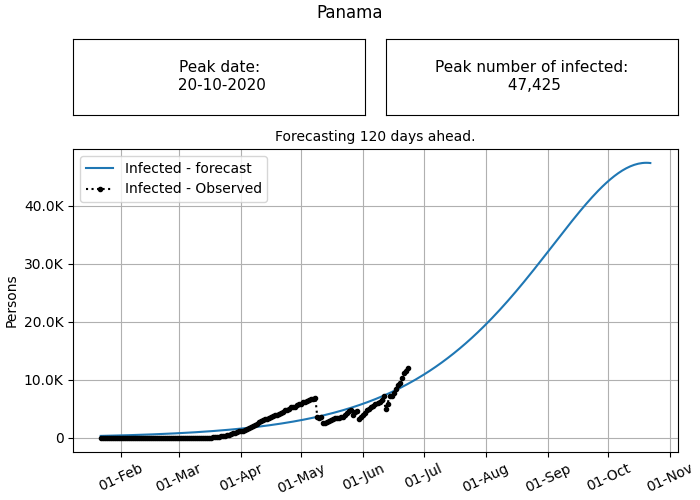 Panama
Peak date:
20-10-2020
Peak number of infected:
47,425
Forecasting 120 days ahead.
Infected - forecast
Infected - Observed
Persons
40.0K
30.0K
20.0K
10.0K
0
01-Feb
01-Mar
01-Apr
01-May
01-Jun
01-Jul
01-Aug
01-Sep
01-Oct
01-Nov